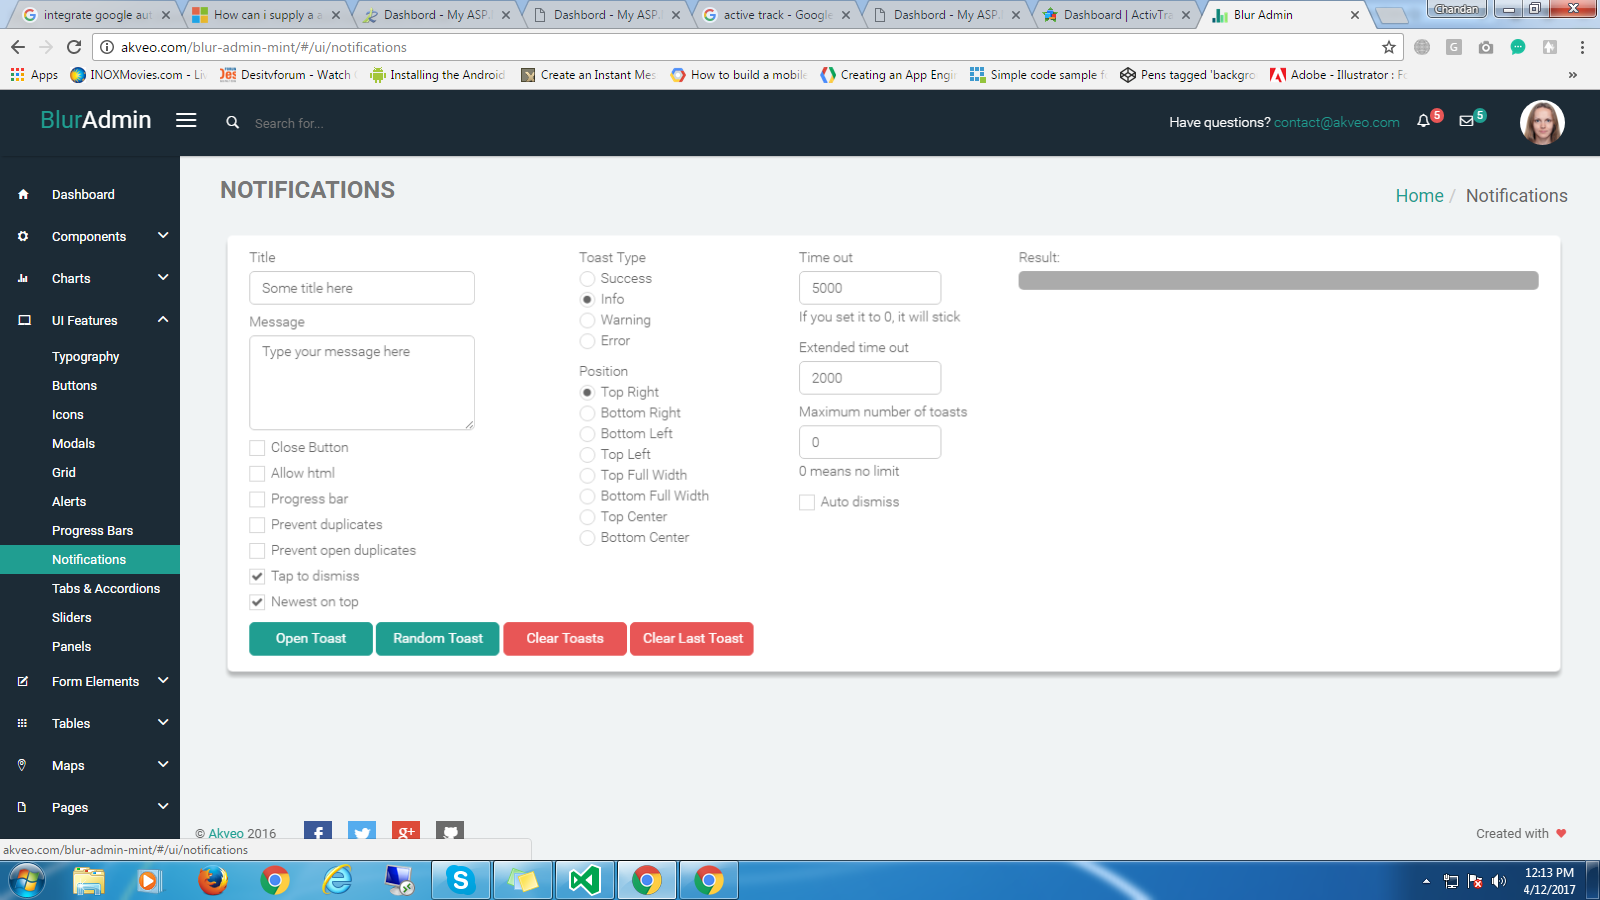 integrate google aut
How can i supply a a
Dashbord - My ASP.
Dashbord - My ASP.
active track - Google
Dashbord - My ASP.
Dashboard | ActivTra
Blur Admin
Chandan
akveo.com/blur-admin-mint/#/ui/notifications
Apps
INOXMovies.com - Li
Desitvforum - Watch
Installing the Android
Create an Instant Mes
How to build a mobile
Creating an App Engi
Simple code sample f
Pens tagged 'backgro
Adobe - Illustrator : Fo
»
BlurAdmin
Search for...
Have questions? contact@akveo.com
5
5
Dashboard
Components
Charts
UI Features
Typography
Buttons
Icons
Modals
Grid
Alerts
Progress Bars
Notifications
Tabs & Accordions
Sliders
Panels
Form Elements
Tables
Maps
Pages
NOTIFICATIONS
Home / Notifications
Title
Some title here
Message
Type your message here
Close Button
Allow html
Progress bar
Prevent duplicates
Prevent open duplicates
Tap to dismiss
Newest on top
Toast Type
Success
Info
Warning
Error
Position
Top Right
Bottom Right
Bottom Left
Top Left
Top Full Width
Bottom Full Width
Top Center
Bottom Center
Time out
5000
If you set it to 0, it will stick
Extended time out
2000
Maximum number of toasts
0
0 means no limit
Auto dismiss
Result:
Open Toast
Random Toast
Clear Toasts
Clear Last Toast
© Akveo 2016
Created with
akveo.com/blur-admin-mint/#/ui/notifications
12:13 PM
4/12/2017